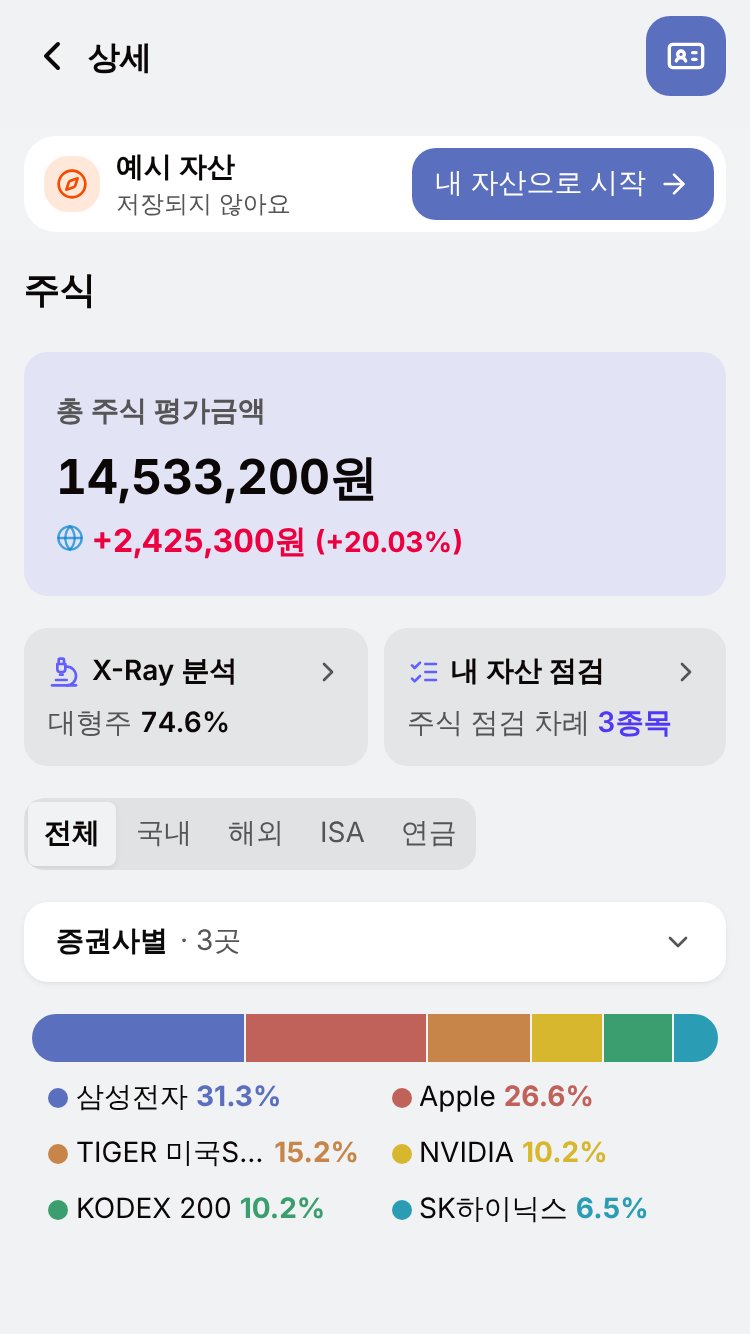 상세
예시 자산
저장되지 않아요
내 자산으로 시작
주식
총 주식 평가금액
14,533,200원
+2,425,300원 (+20.03%)
X-Ray 분석
대형주 74.6%
내 자산 점검
주식 점검 차례 3종목
전체 국내 해외 ISA 연금
증권사별 · 3곳
삼성전자 31.3% Apple 26.6%
TIGER 미국S... 15.2% NVIDIA 10.2%
KODEX 200 10.2% SK하이닉스 6.5%